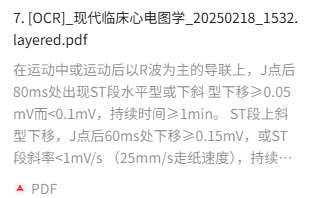 7. [OCR]_现代临床心电图学_20250218_1532.
layered.pdf
在运动中或运动后以R波为主的导联上，J点后
80ms处出现ST段水平型或下斜 型下移≥0.05
mV而<0.1mV，持续时间≥1min。 ST段上斜
型下移，J点后60ms处下移≥0.15mV，或ST
段斜率<1mV/s （25mm/s走纸速度），持续…
PDF